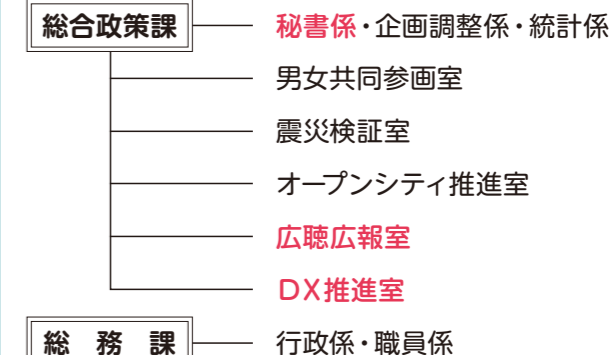 総合政策課 秘書係・企画調整係・統計係
男女共同参画室
震災検証室
オープンシティ推進室
広聴広報室
DX推進室
総務課 行政係・職員係